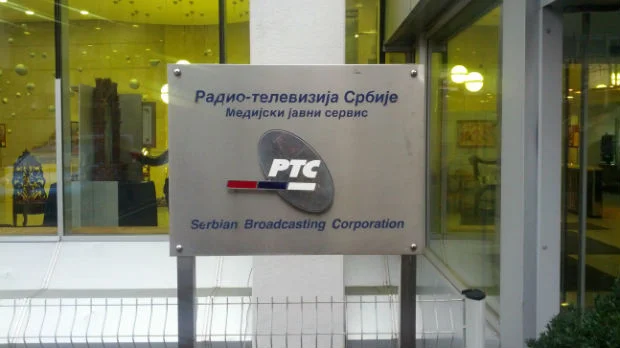 Радио-телевизија Србије
Медијски јавни сервис
РТС
Serbian Broadcasting Corporation